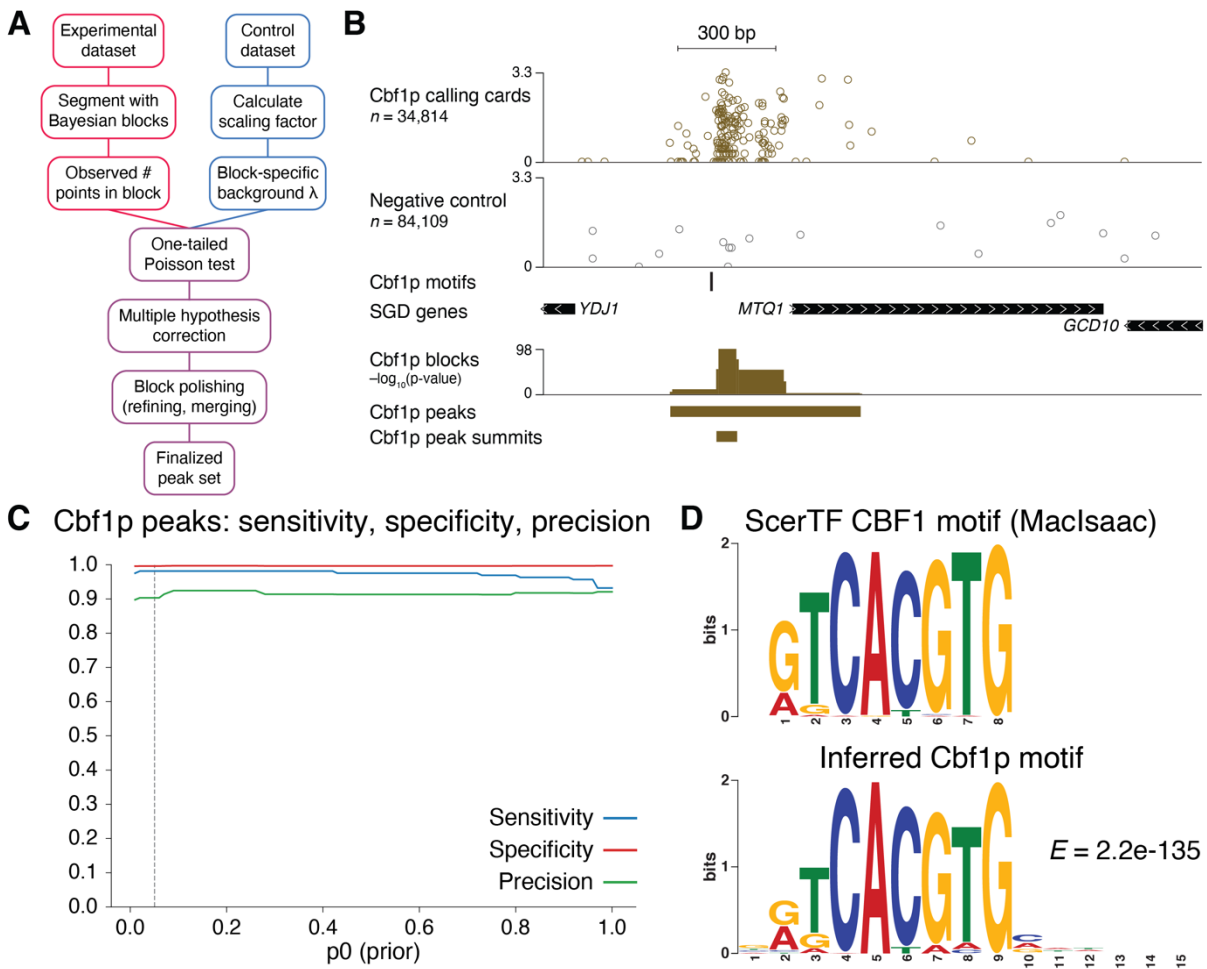 A
Experimental
dataset
Control
dataset
Segment with
Bayesian blocks
Calculate
scaling factor
Observed #
points in block
Block-specific
background λ
One-tailed
Poisson test
Multiple hypothesis
correction
Block polishing
(refining, merging)
Finalized
peak set
B
300 bp
Cbf1p calling cards
n = 34,814
3.3
0
Negative control
n = 84,109
3.3
0
Cbf1p motifs
SGD genes
YDJ1
MTQ1
GCD10
Cbf1p blocks
–log10(p-value)
98
0
Cbf1p peaks
Cbf1p peak summits
C
Cbf1p peaks: sensitivity, specificity, precision
1.0
0.9
0.8
0.7
0.6
0.5
0.4
0.3
0.2
0.1
0.0
Sensitivity
Specificity
Precision
0.0 0.2 0.4 0.6 0.8 1.0
p0 (prior)
D
ScerTF CBF1 motif (MacIsaac)
2
1
0
bits
GTCACGTG
A G T
1 2 3 4 5 6 7 8
Inferred Cbf1p motif
2
1
0
bits
GTCACGTG
E = 2.2e-135
1 2 3 4 5 6 7 8 9 10 11 12 13 14 15